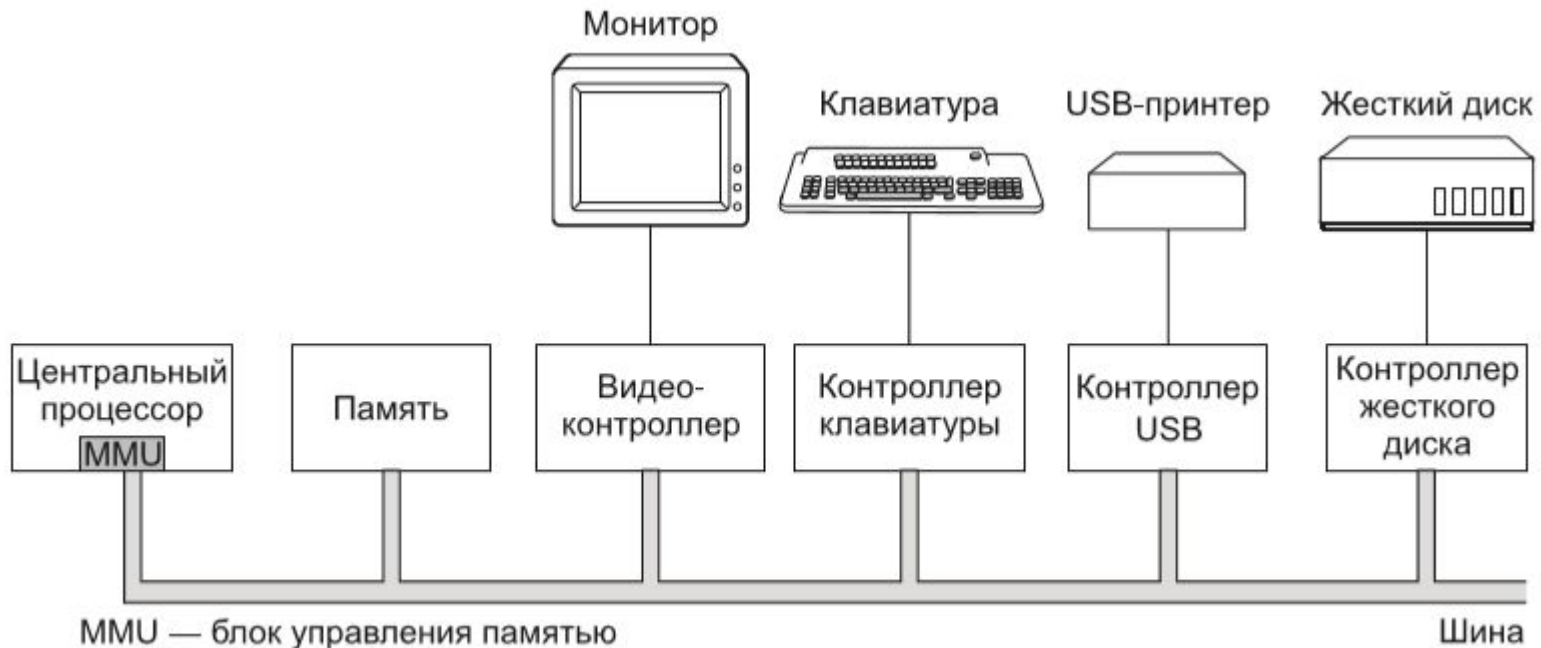 Монитор
Клавиатура
USB-принтер
Жесткий диск
Центральный
процессор
MMU
Память
Видео-
контроллер
Контроллер
клавиатуры
Контроллер
USB
Контроллер
жесткого
диска
MMU — блок управления памятью
Шина